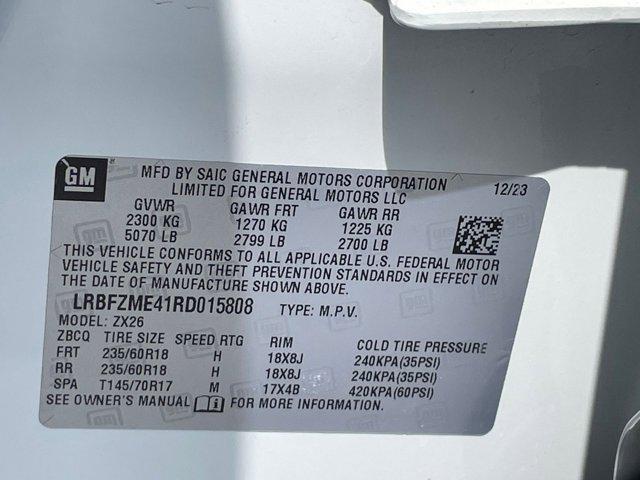 GM
MFD BY SAIC GENERAL MOTORS CORPORATION
LIMITED FOR GENERAL MOTORS LLC
12/23
GVWR GAWR FRT GAWR RR
2300 KG 1270 KG 1225 KG
5070 LB 2799 LB 2700 LB
THIS VEHICLE CONFORMS TO ALL APPLICABLE U.S. FEDERAL MOTOR
VEHICLE SAFETY AND THEFT PREVENTION STANDARDS IN EFFECT ON
THE DATE OF MANUFACTURE SHOWN ABOVE.
LRBFZME41RD015808 TYPE: M.P.V.
MODEL: ZX26
ZBCQ TIRE SIZE SPEED RTG RIM COLD TIRE PRESSURE
FRT 235/60R18 H 18X8J 240KPA(35PSI)
RR 235/60R18 H 18X8J 240KPA(35PSI)
SPA T145/70R17 M 17X4B 420KPA(60PSI)
SEE OWNER'S MANUAL i FOR MORE INFORMATION.